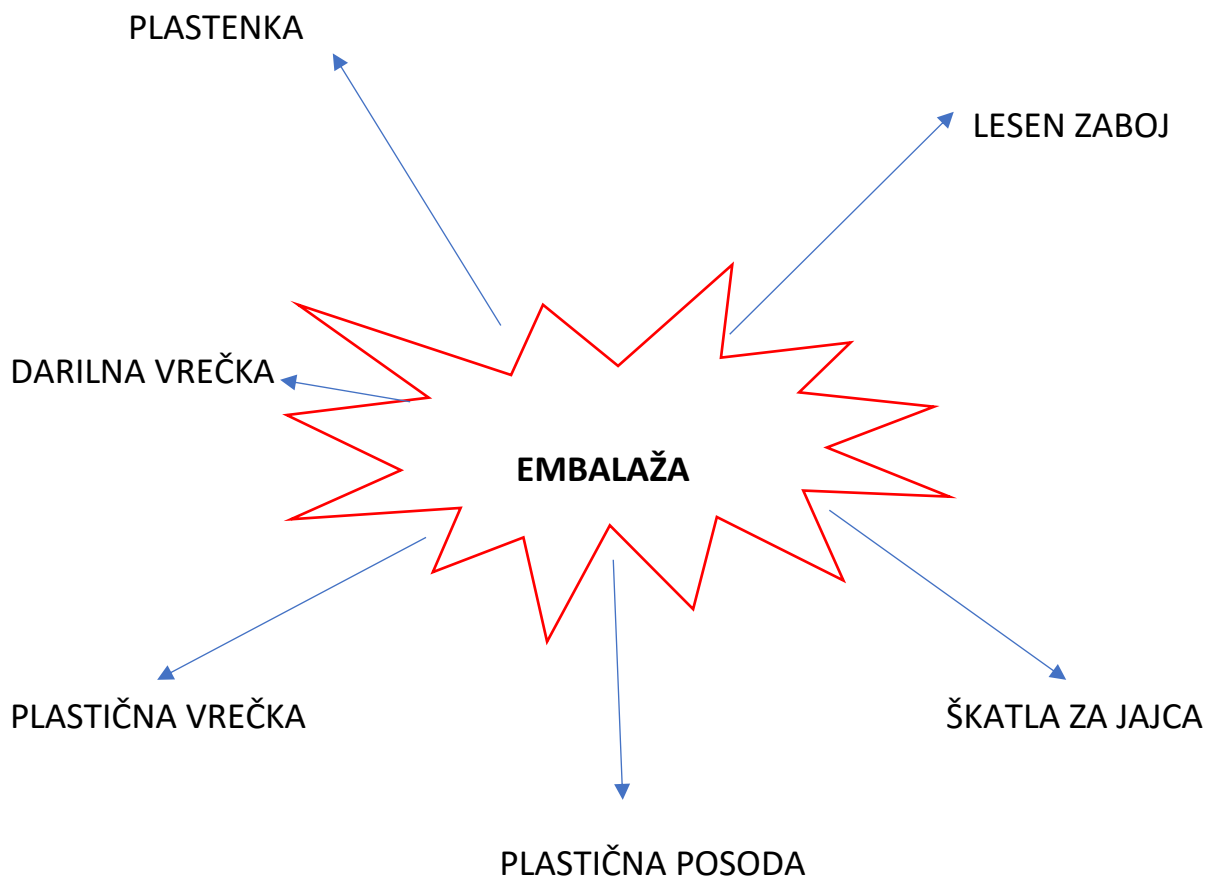 PLASTENKA
LESEN ZABOJ
DARILNA VREČKA
EMBALAŽA
PLASTIČNA VREČKA
ŠKATLA ZA JAJCA
PLASTIČNA POSODA